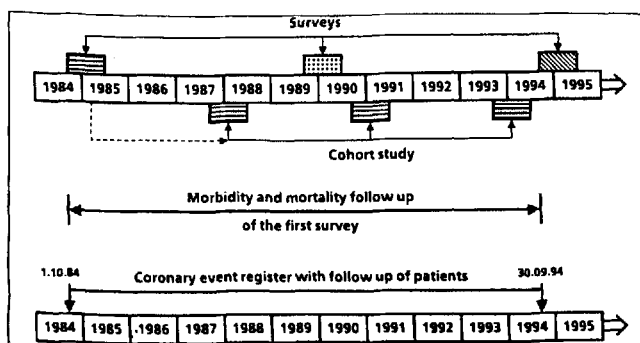 Surveys
1984 1985 1986 1987 1988 1989 1990 1991 1992 1993 1994 1995
Cohort study
Morbidity and mortality follow up
of the first survey
1.10.84 Coronary event register with follow up of patients 30.09.94
1984 1985 1986 1987 1988 1989 1990 1991 1992 1993 1994 1995